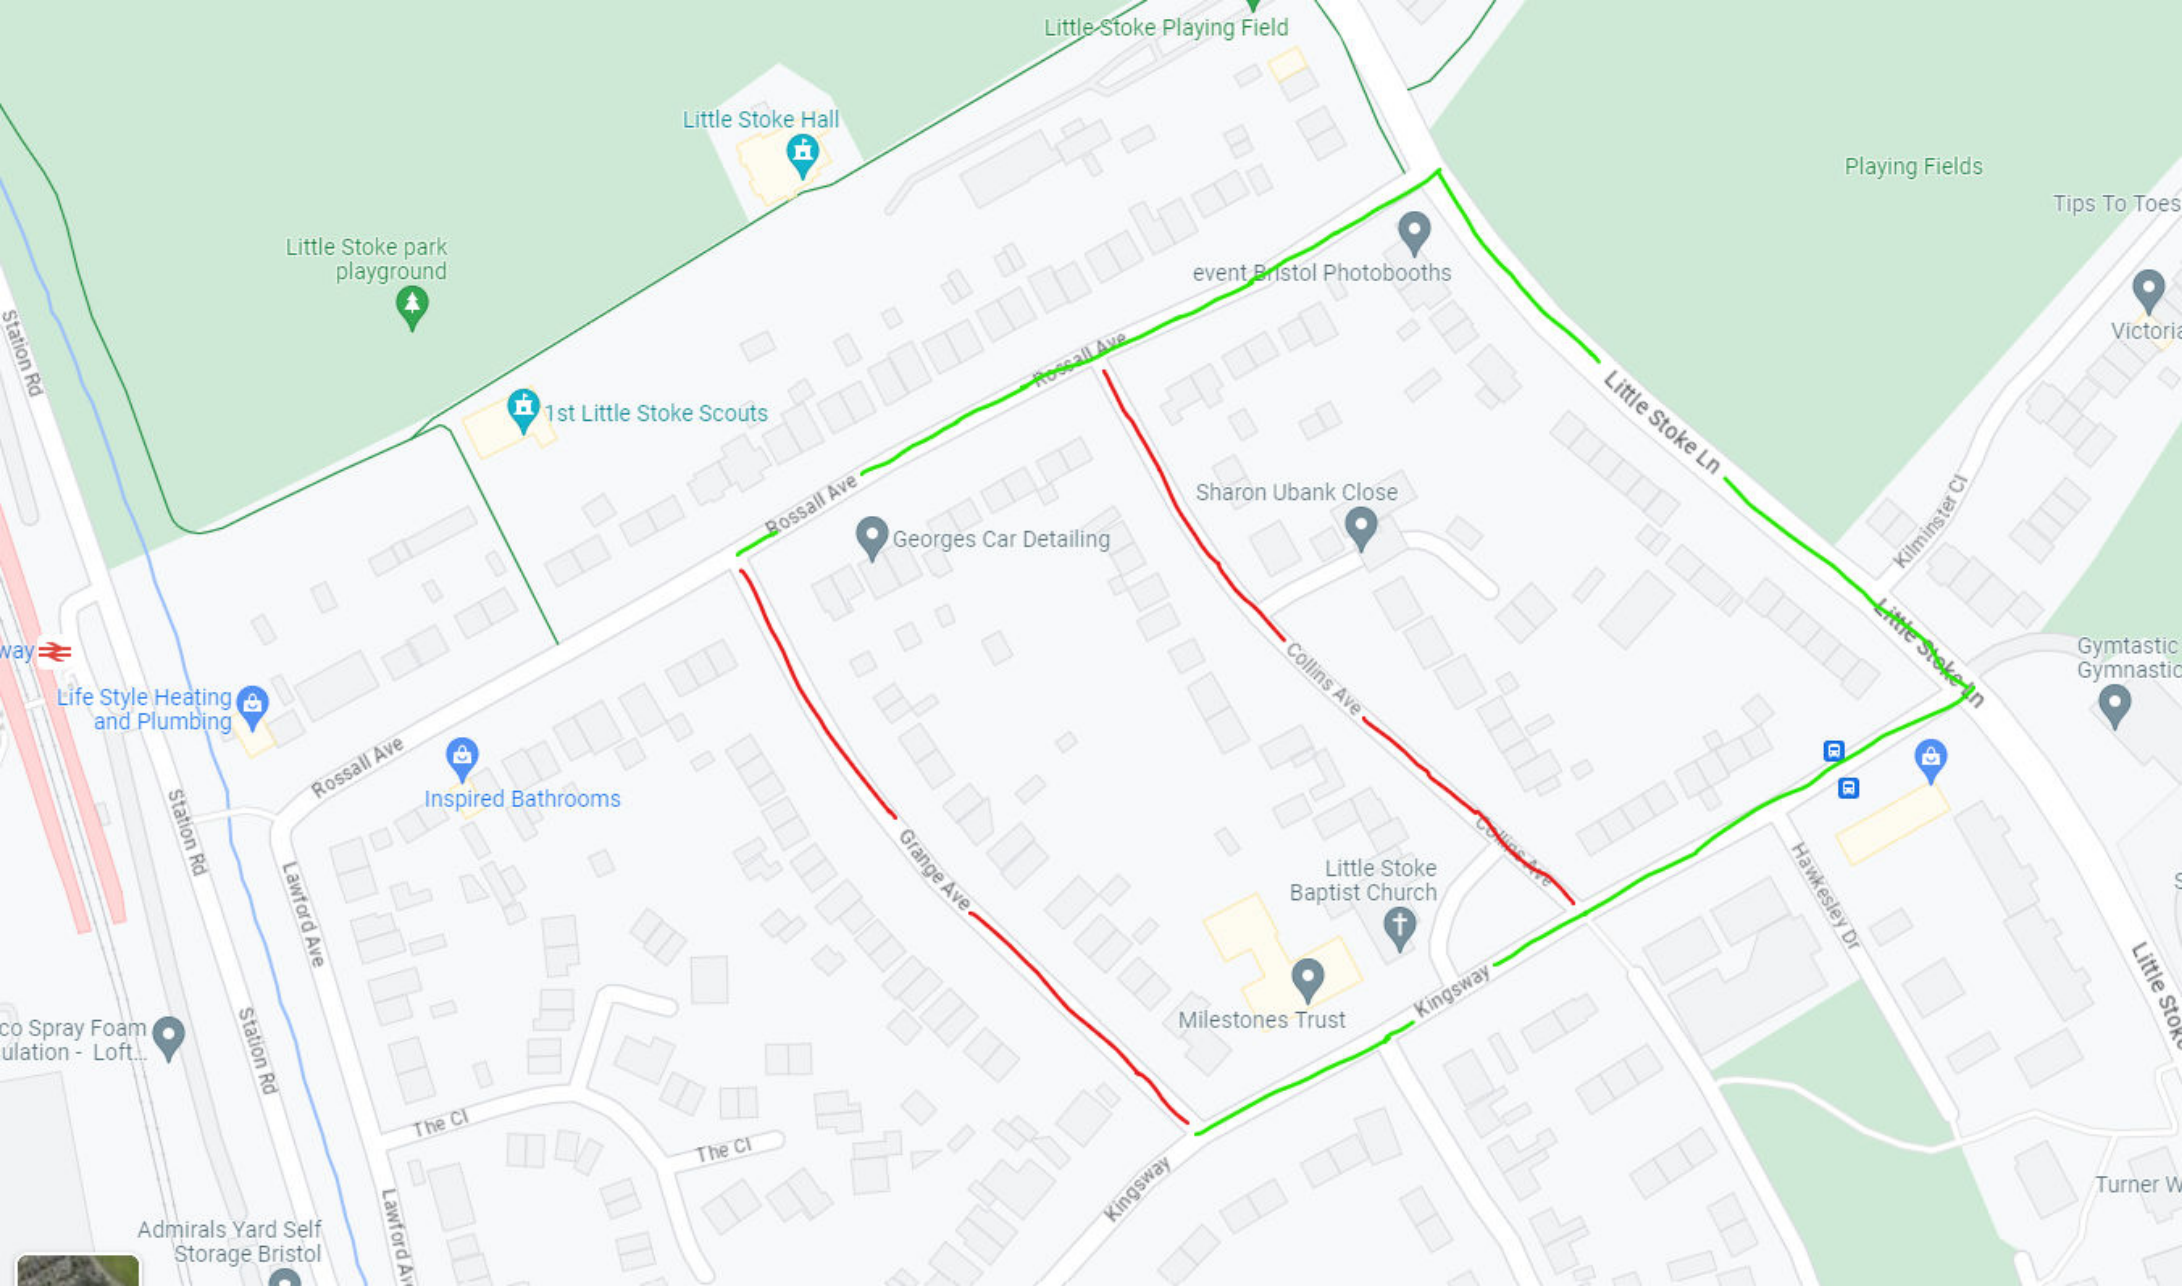 Little Stoke Playing Field
Little Stoke Hall
Playing Fields
Tips To Toes
Little Stoke park
playground
event Bristol Photobooths
Victoria
Station Rd
Rossall Ave
Little Stoke Ln
1st Little Stoke Scouts
Rossall Ave
Sharon Ubank Close
Georges Car Detailing
Kilminster Cl
Little Stoke Ln
way
Collins Ave
Gymtastic
Gymnastic
Life Style Heating
and Plumbing
Rossall Ave
Inspired Bathrooms
Station Rd
Grange Ave
Collins Ave
Little Stoke
Baptist Church
Hawkesley Dr
Lawford Ave
Kingsway
Little Stoke
Milestones Trust
co Spray Foam
ulation - Loft...
Station Rd
The Cl
The Cl
Kingsway
Turner W
Lawford Av
Admirals Yard Self
Storage Bristol